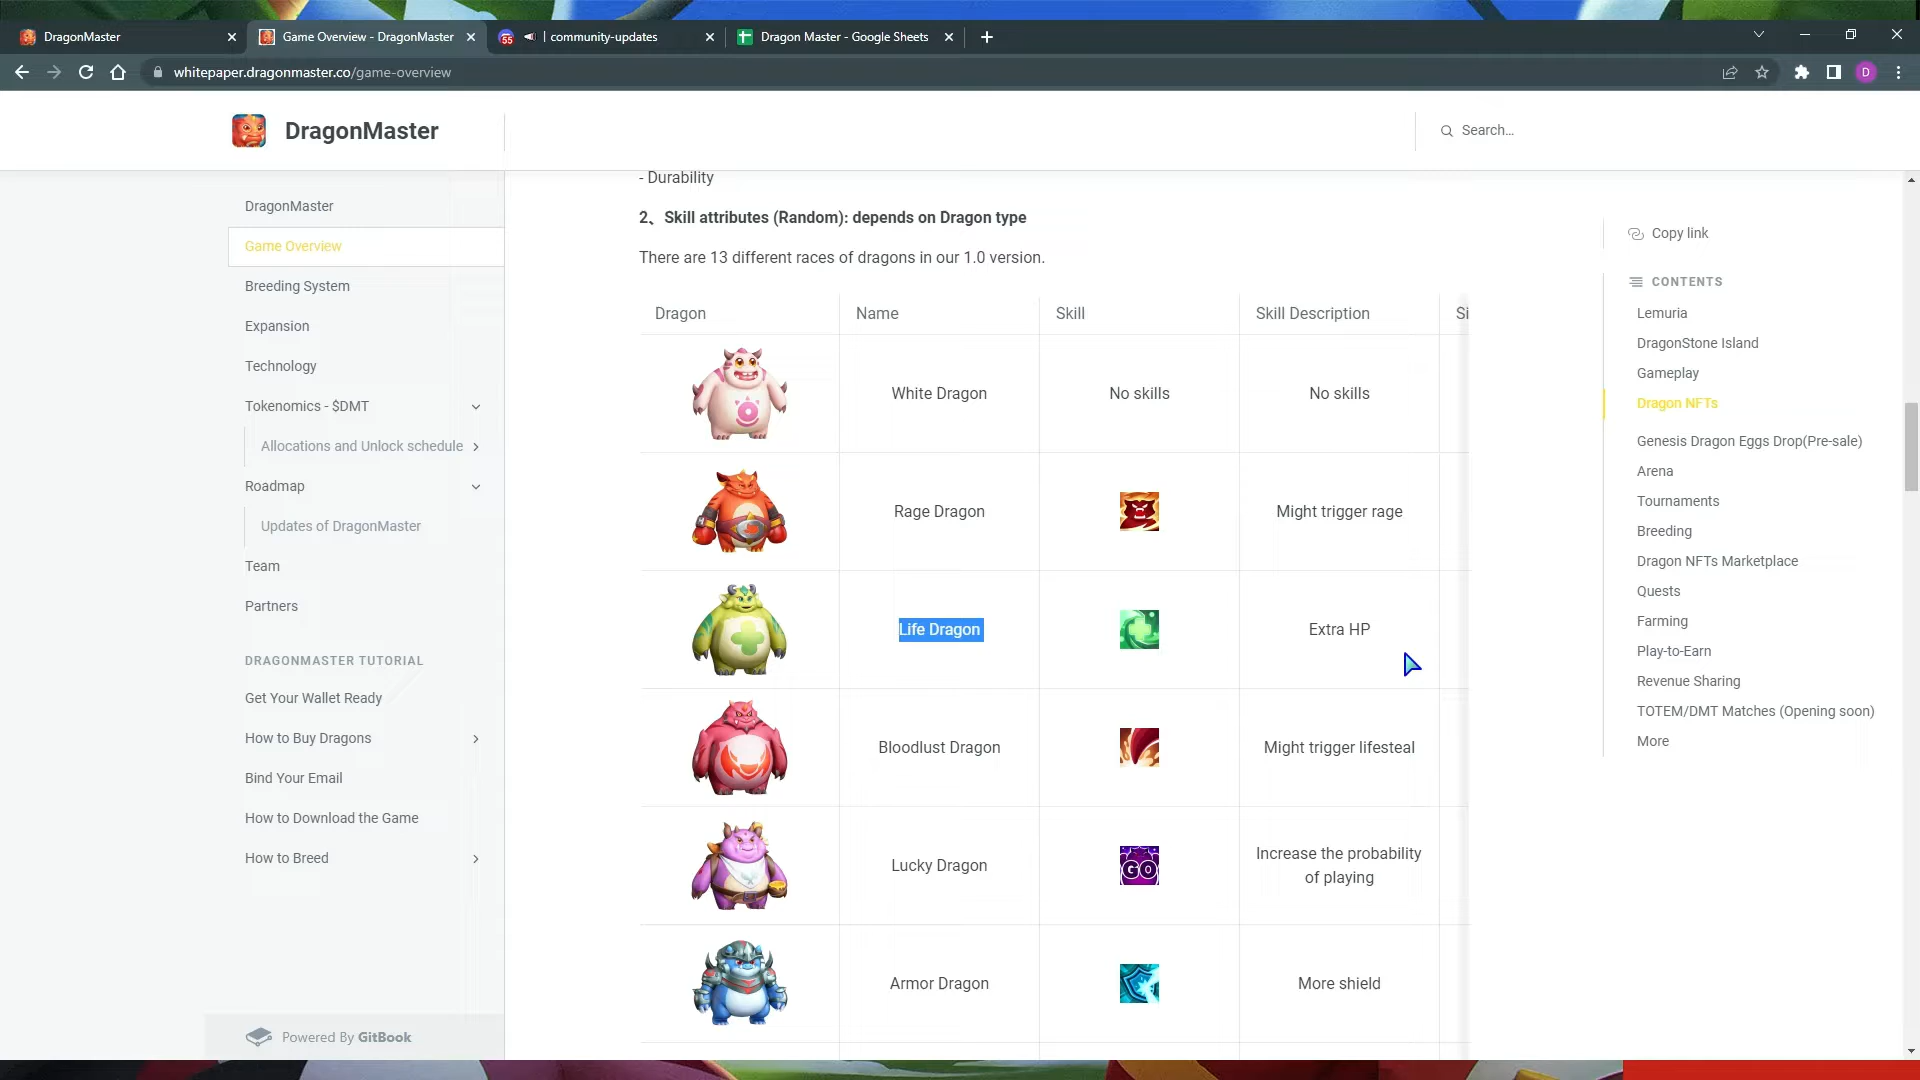 DragonMaster
Game Overview - DragonMaster
55
| community-updates
Dragon Master - Google Sheets
whitepaper.dragonmaster.co/game-overview
D
DragonMaster
Search...
DragonMaster
Game Overview
Breeding System
Expansion
Technology
Tokenomics - $DMT
Allocations and Unlock schedule
Roadmap
Updates of DragonMaster
Team
Partners
DRAGONMASTER TUTORIAL
Get Your Wallet Ready
How to Buy Dragons
Bind Your Email
How to Download the Game
How to Breed
Powered By GitBook
- Durability
2、Skill attributes (Random): depends on Dragon type
There are 13 different races of dragons in our 1.0 version.
Dragon Name Skill Skill Description Si
White Dragon No skills No skills
Rage Dragon Might trigger rage
Life Dragon Extra HP
Bloodlust Dragon Might trigger lifesteal
Lucky Dragon GO Increase the probability
of playing
Armor Dragon More shield
Copy link
CONTENTS
Lemuria
DragonStone Island
Gameplay
Dragon NFTs
Genesis Dragon Eggs Drop(Pre-sale)
Arena
Tournaments
Breeding
Dragon NFTs Marketplace
Quests
Farming
Play-to-Earn
Revenue Sharing
TOTEM/DMT Matches (Opening soon)
More